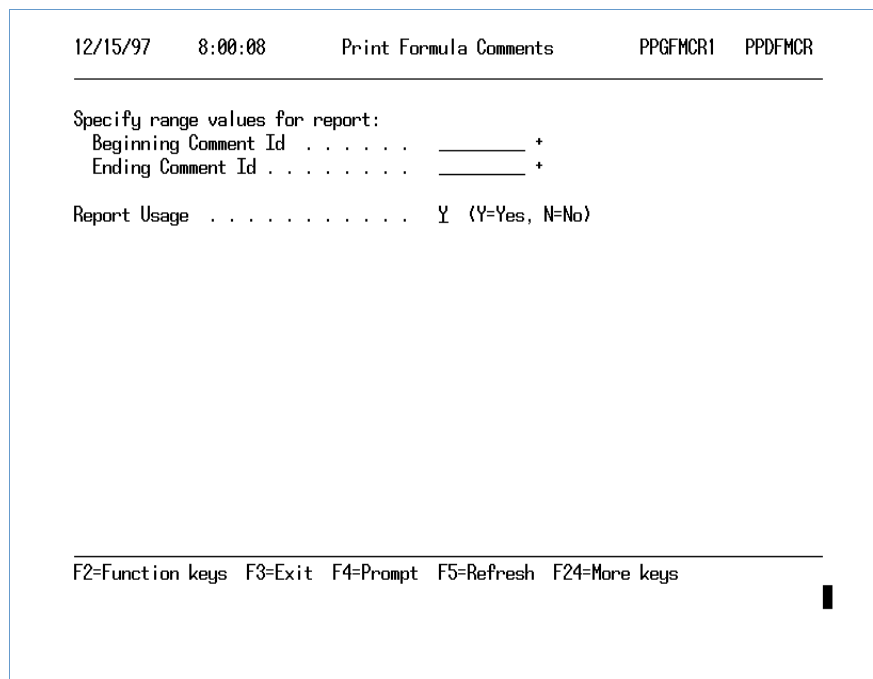 12/15/97 8:00:08 Print Formula Comments PPGFMCR1 PPDFMCR
Specify range values for report:
Beginning Comment Id . . . . . . _________ +
Ending Comment Id . . . . . . . . _________ +
Report Usage . . . . . . . . . . . Y (Y=Yes, N=No)
F2=Function keys F3=Exit F4=Prompt F5=Refresh F24=More keys